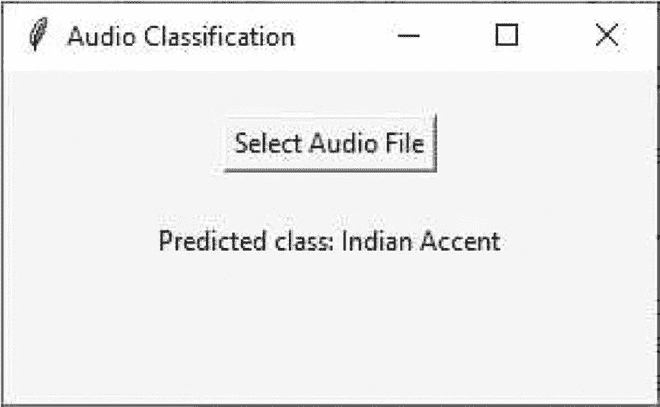 Audio Classification
Select Audio File
Predicted class: Indian Accent